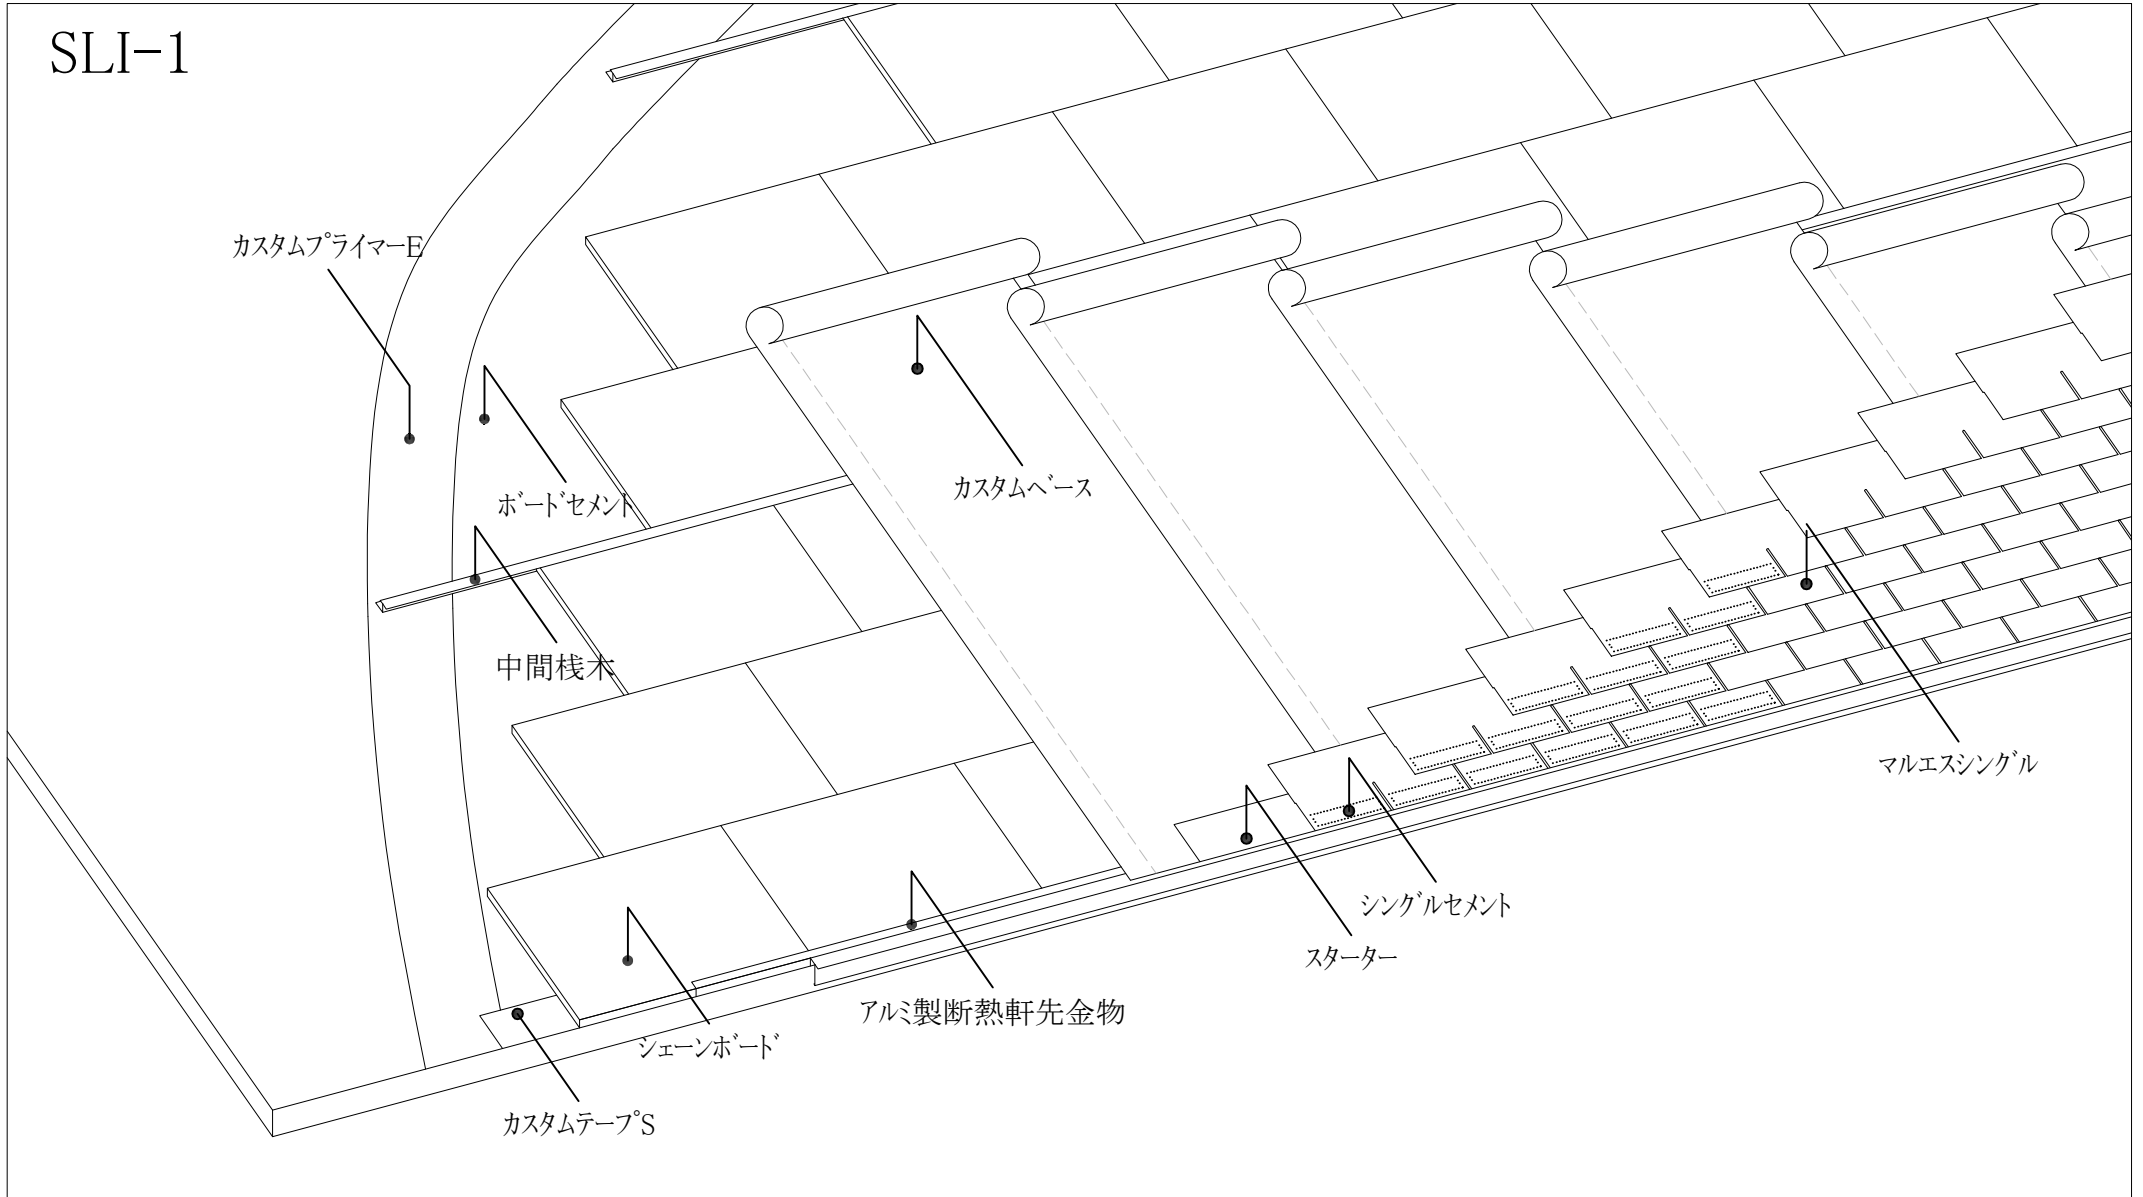 SLI-1
カスタムプライマーE
ボードセメント
カスタムベース
中間桟木
マルエスシングル
シングルセメント
スターター
アルミ製断熱軒先金物
シェーンボード
カスタムテープS